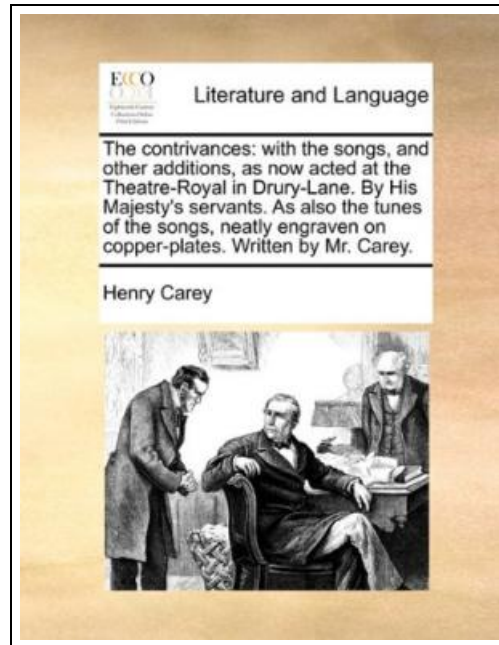 ECCO
Literature and Language
The contrivances: with the songs, and
other additions, as now acted at the
Theatre-Royal in Drury-Lane. By His
Majesty's servants. As also the tunes
of the songs, neatly engraven on
copper-plates. Written by Mr. Carey.
Henry Carey